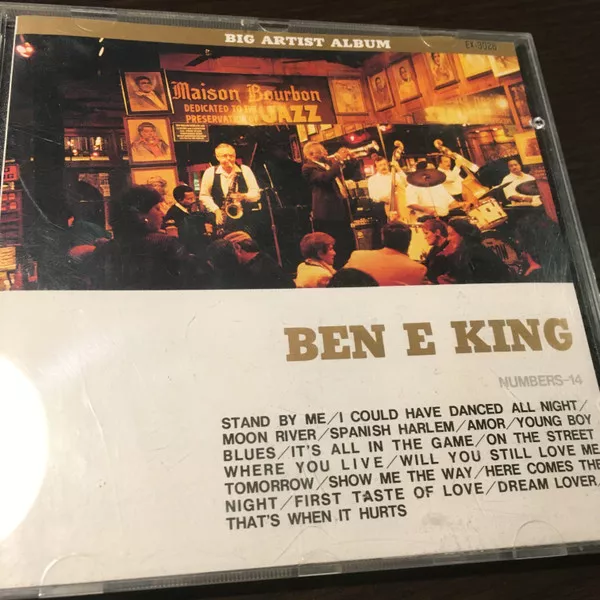 BIG ARTIST ALBUM
EX-3028
Maison Bourbon
DEDICATED TO THE
PRESERVATION
JAZZ
BEN E KING
NUMBERS-14
STAND BY ME/I COULD HAVE DANCED ALL NIGHT/
MOON RIVER/SPANISH HARLEM/AMOR/YOUNG BOY
BLUES/IT'S ALL IN THE GAME/ON THE STREET
WHERE YOU LIVE/WILL YOU STILL LOVE ME
TOMORROW/SHOW ME THE WAY/HERE COMES THE
NIGHT/FIRST TASTE OF LOVE/DREAM LOVER/
THAT'S WHEN IT HURTS